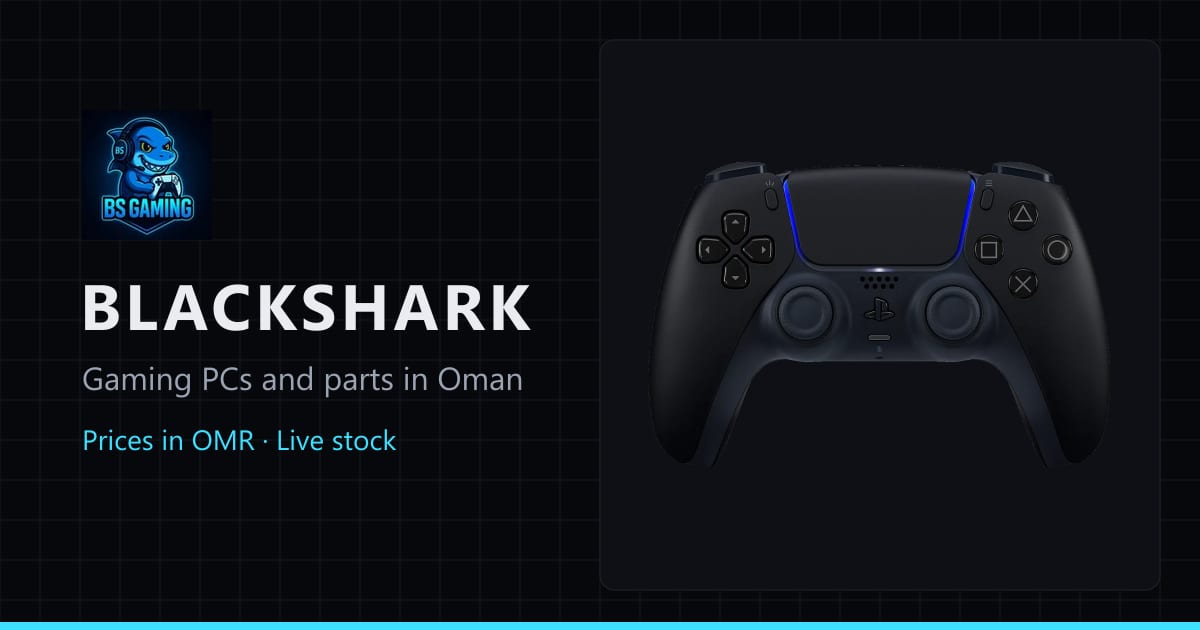 BS
BS GAMING
BLACKSHARK
Gaming PCs and parts in Oman
Prices in OMR · Live stock